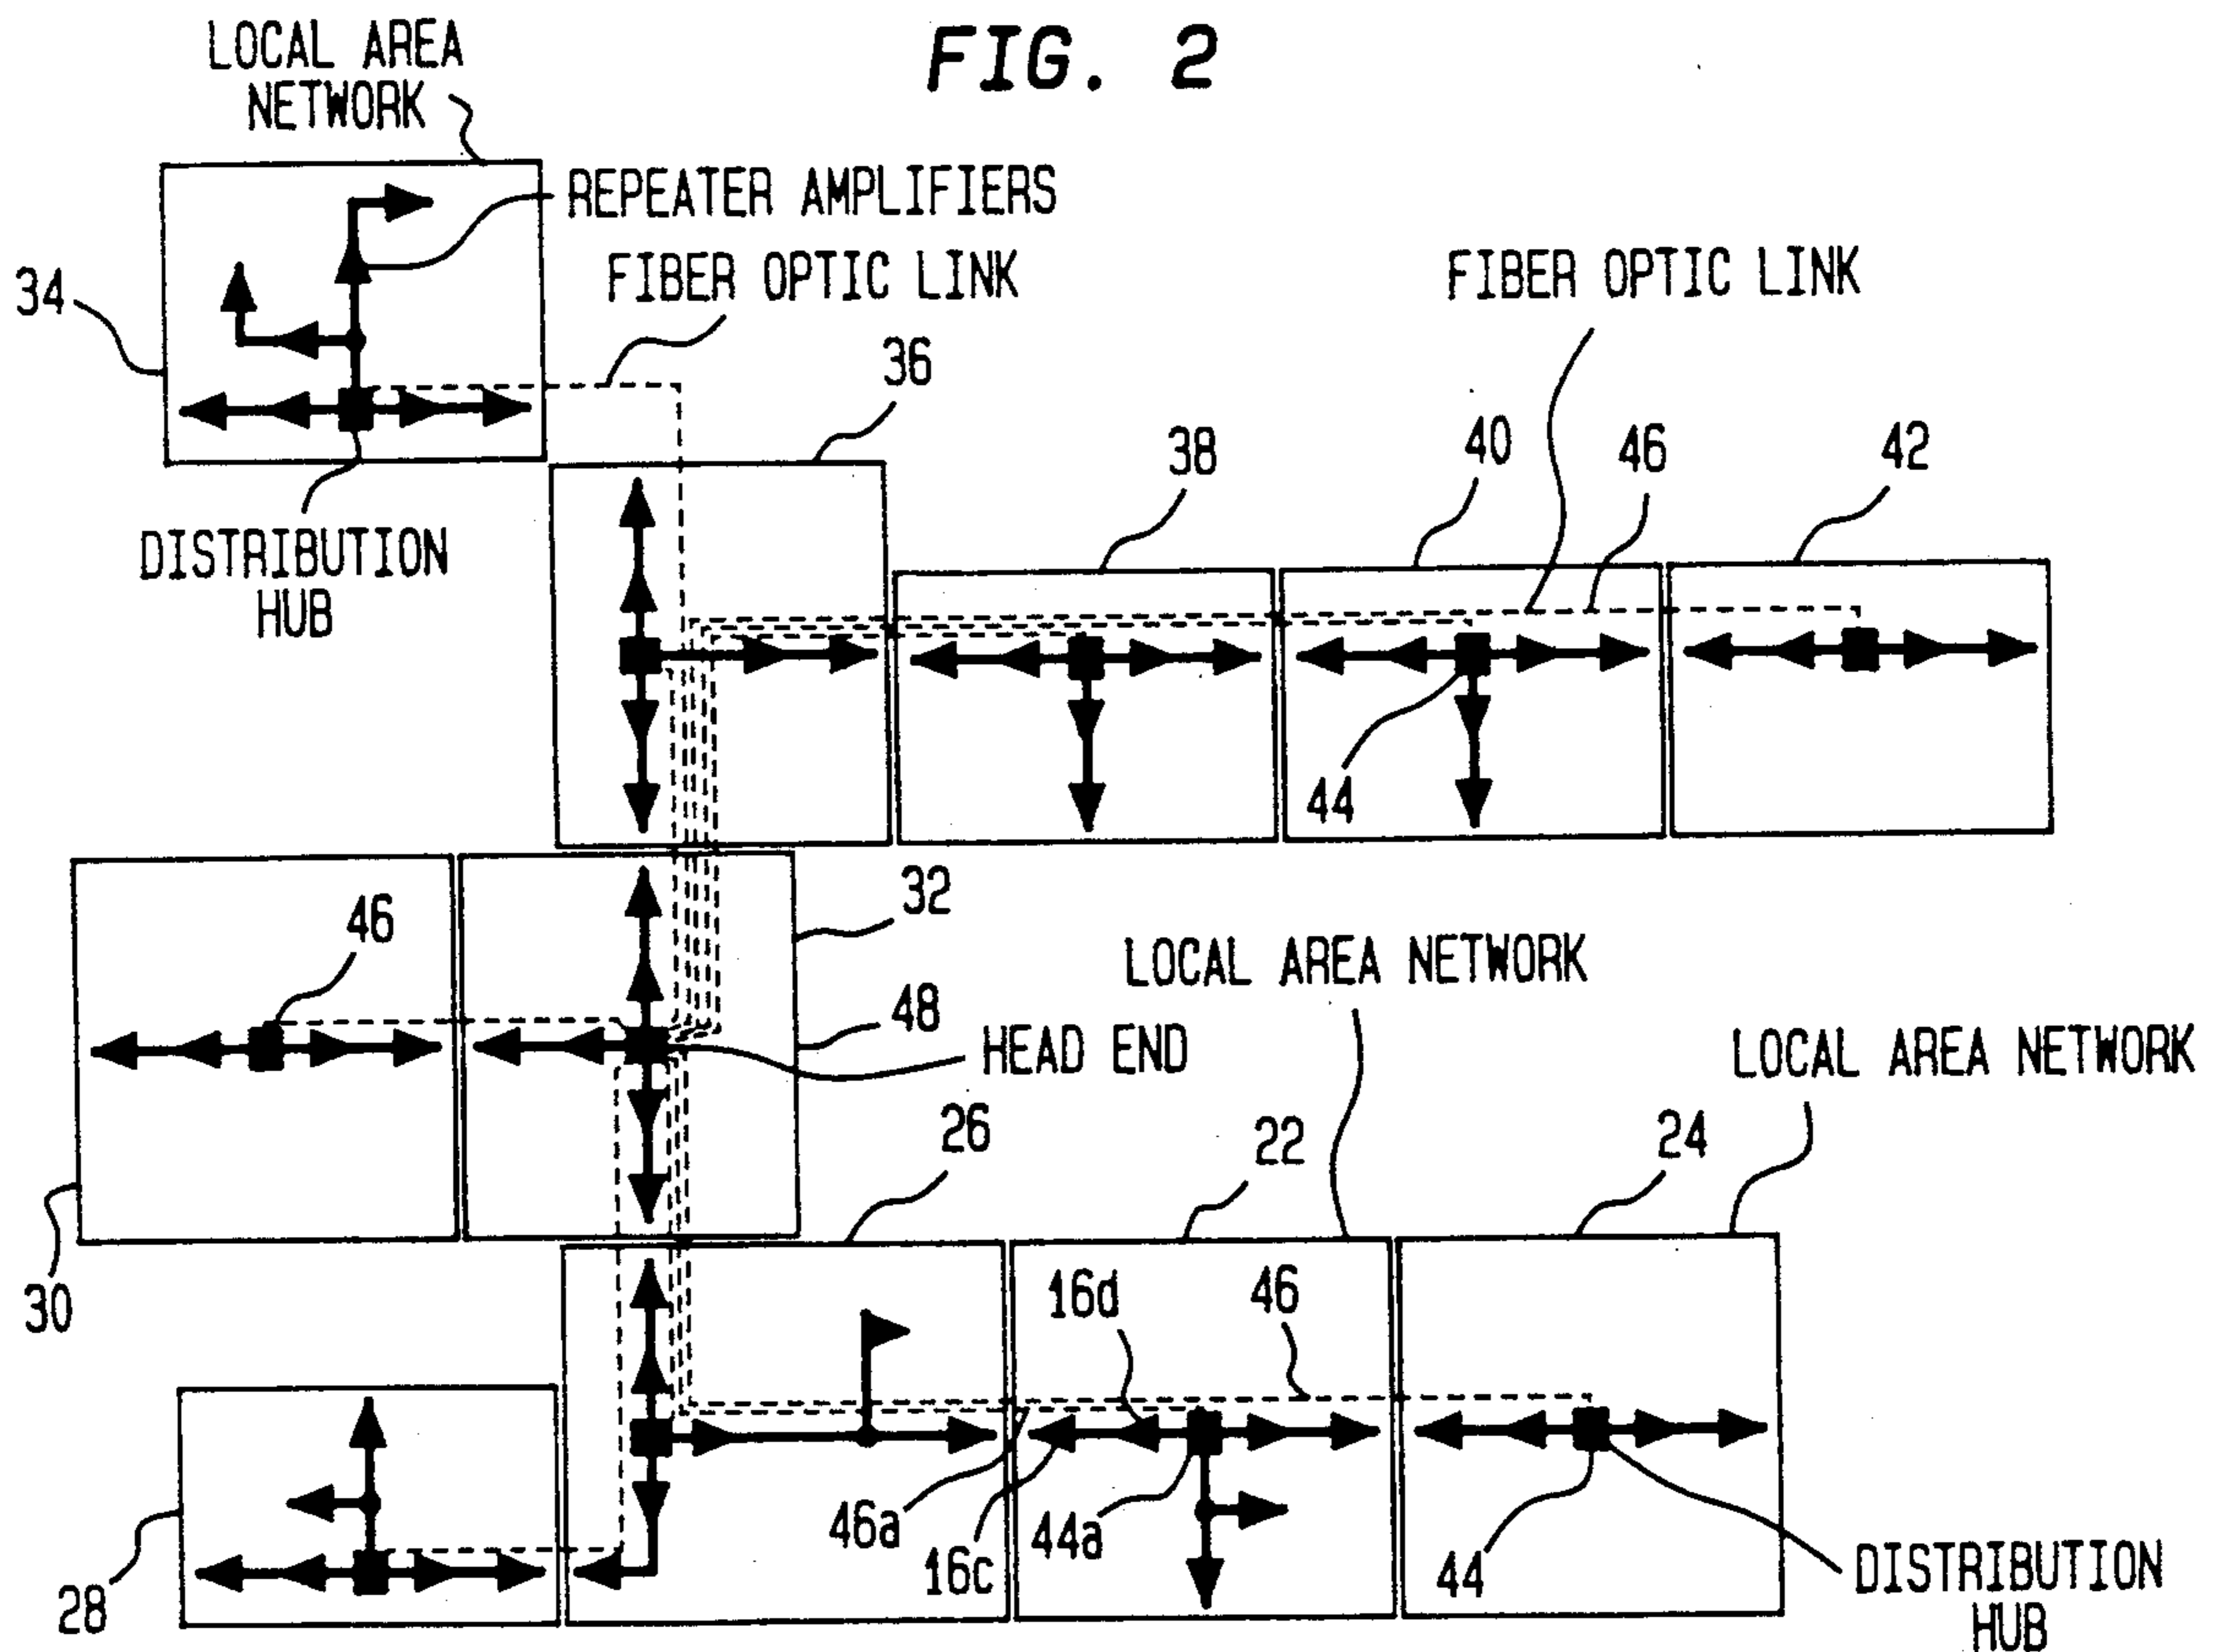 FIG. 2
LOCAL AREA
NETWORK
REPEATER AMPLIFIERS
FIBER OPTIC LINK
FIBER OPTIC LINK
34
36
38
40
46
42
DISTRIBUTION
HUB
44
32
46
LOCAL AREA NETWORK
48
HEAD END
LOCAL AREA NETWORK
26
22
24
30
16d
46
46a
16c
44a
44
28
DISTRIBUTION
HUB